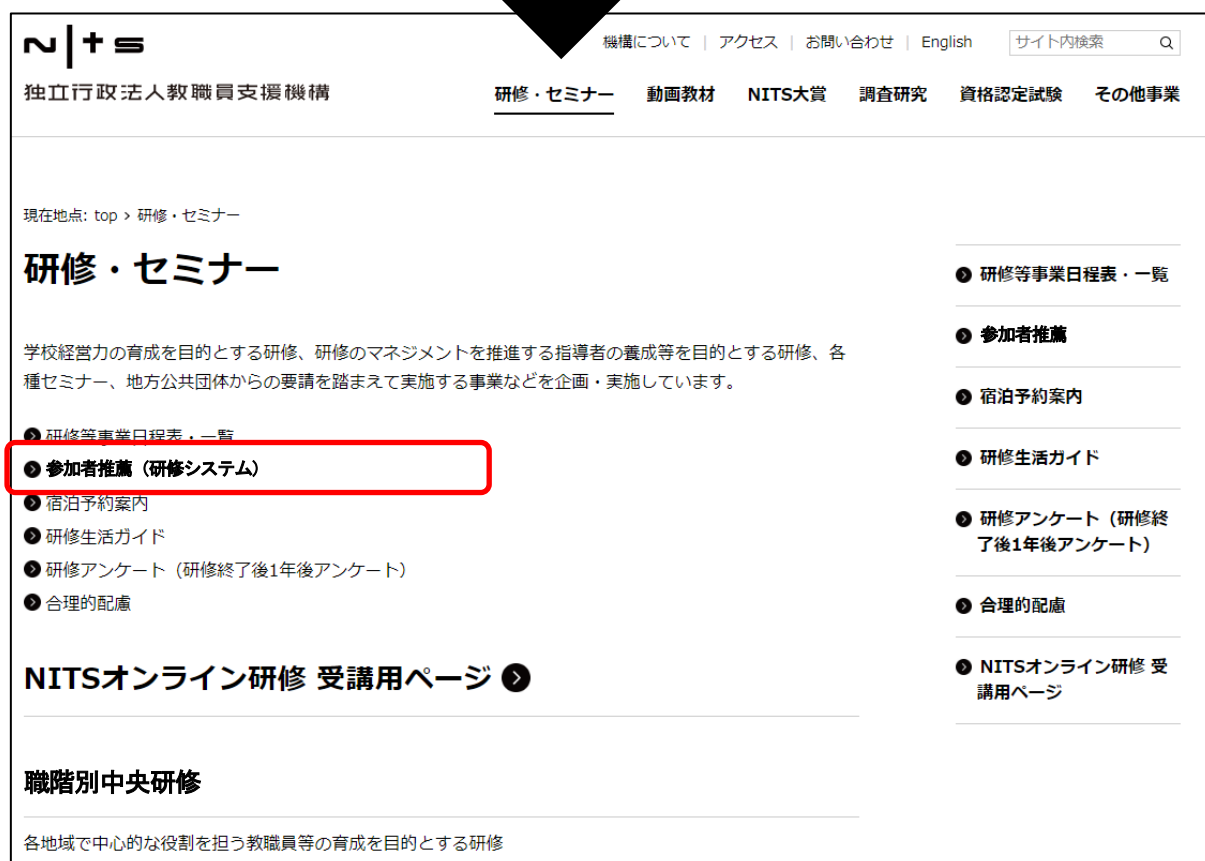 NITS
機構について | アクセス | お問い合わせ | English
サイト内検索
独立行政法人教職員支援機構
研修・セミナー 動画教材 NITS大賞 調査研究 資格認定試験 その他事業
現在地点: top › 研修・セミナー
研修・セミナー
学校経営力の育成を目的とする研修、研修のマネジメントを推進する指導者の養成等を目的とする研修、各
種セミナー、地方公共団体からの要請を踏まえて実施する事業などを企画・実施しています。
研修等事業日程表・一覧
参加者推薦（研修システム）
宿泊予約案内
研修生活ガイド
研修アンケート（研修終了後1年後アンケート）
合理的配慮
NITSオンライン研修 受講用ページ
職階別中央研修
各地域で中心的な役割を担う教職員等の育成を目的とする研修
研修等事業日程表・一覧
参加者推薦
宿泊予約案内
研修生活ガイド
研修アンケート（研修終
了後1年後アンケート）
合理的配慮
NITSオンライン研修 受
講用ページ